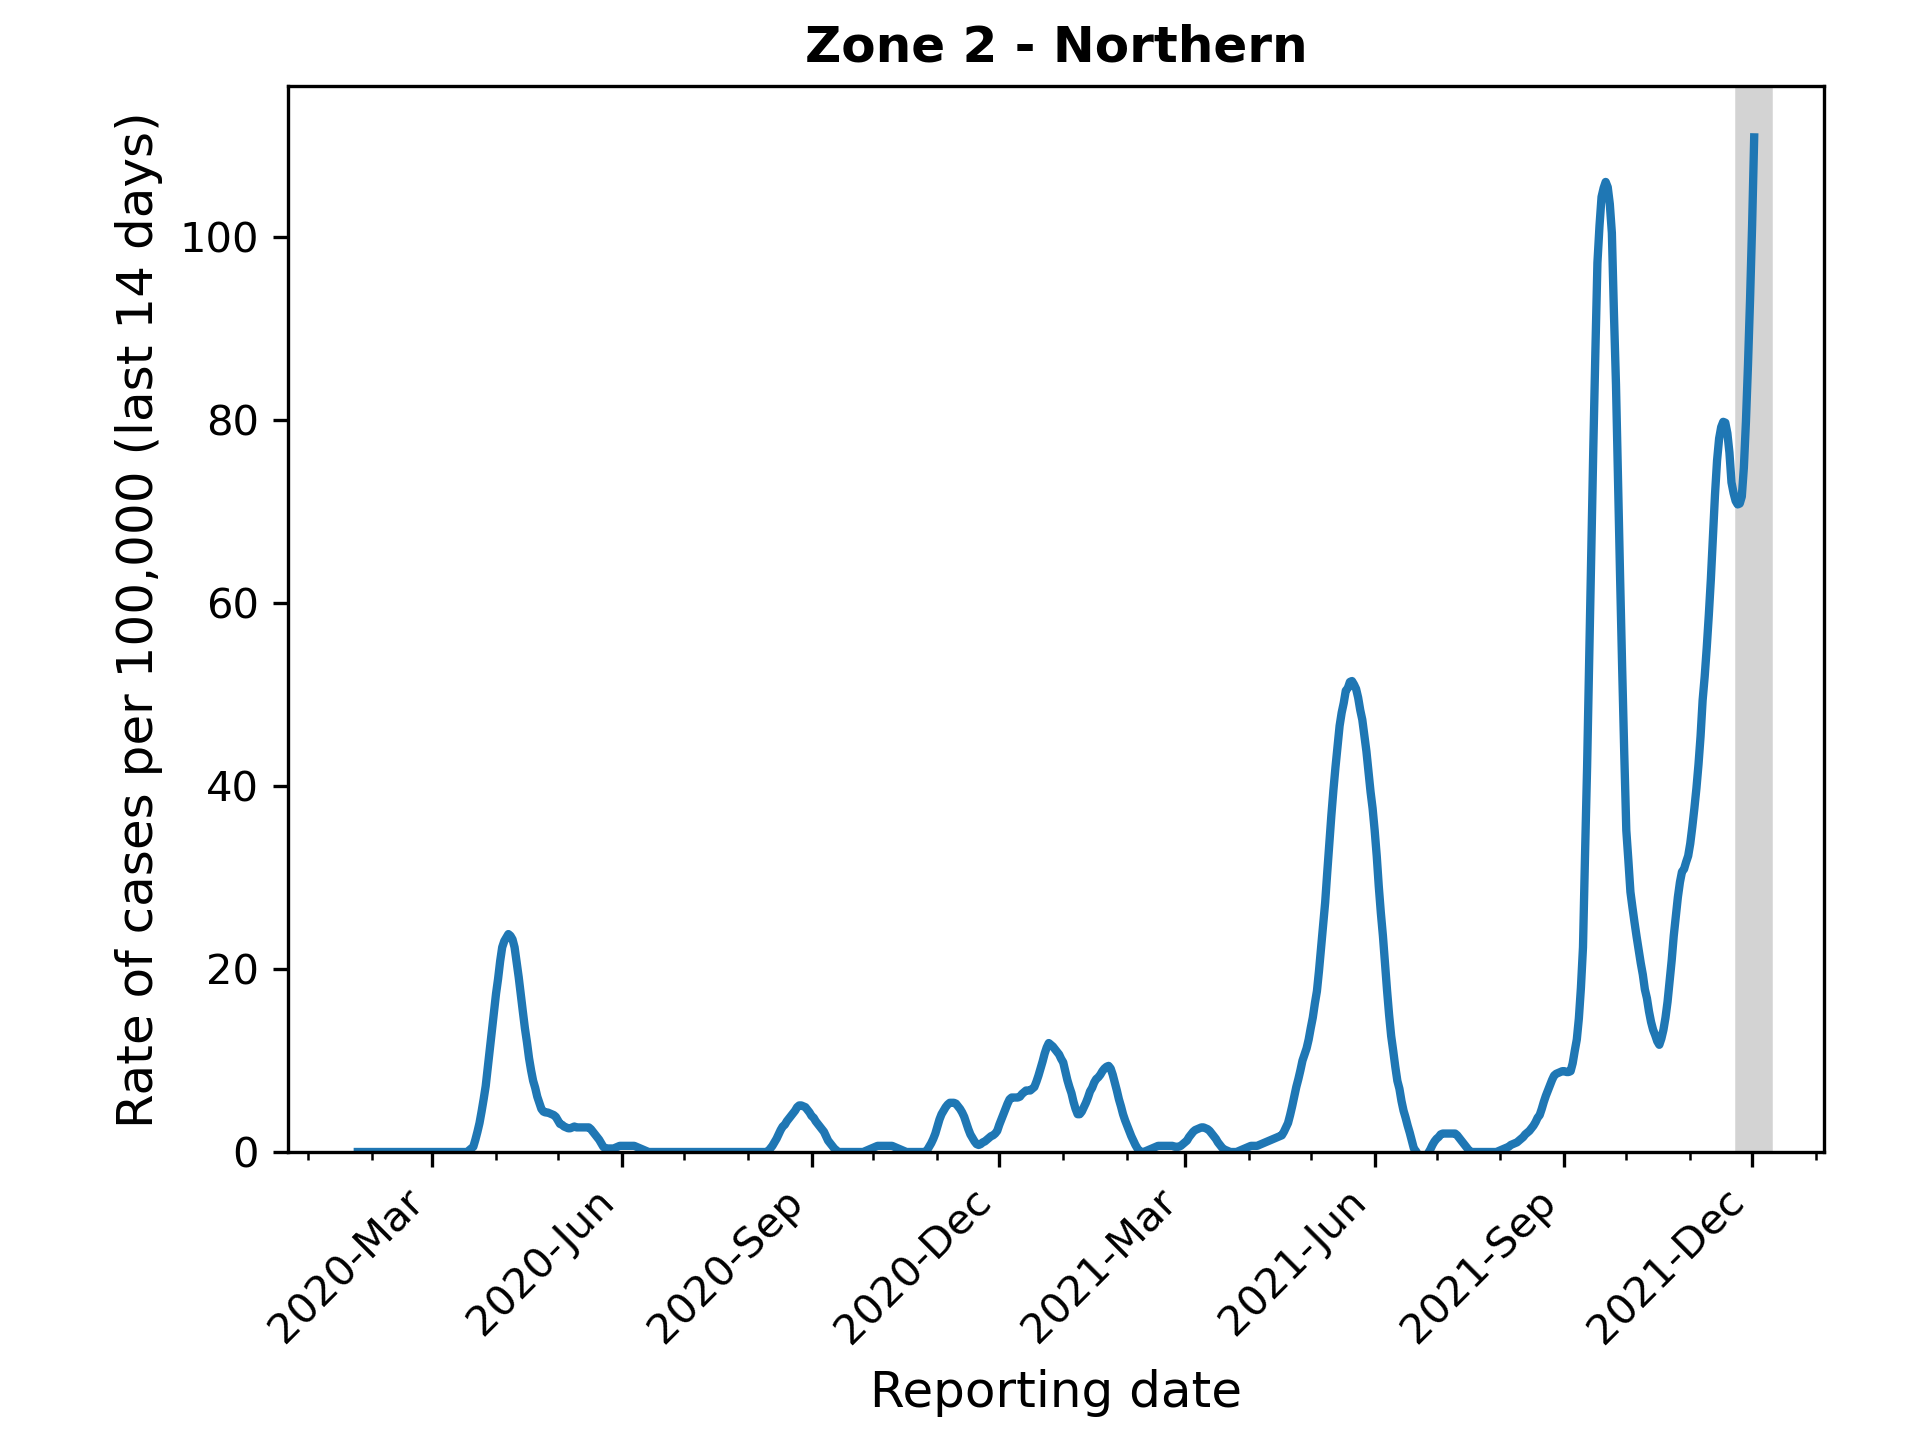 Zone 2 - Northern
Rate of cases per 100,000 (last 14 days)
100
80
60
40
20
0
2020-Mar
2020-Jun
2020-Sep
2020-Dec
2021-Mar
2021-Jun
2021-Sep
2021-Dec
Reporting date